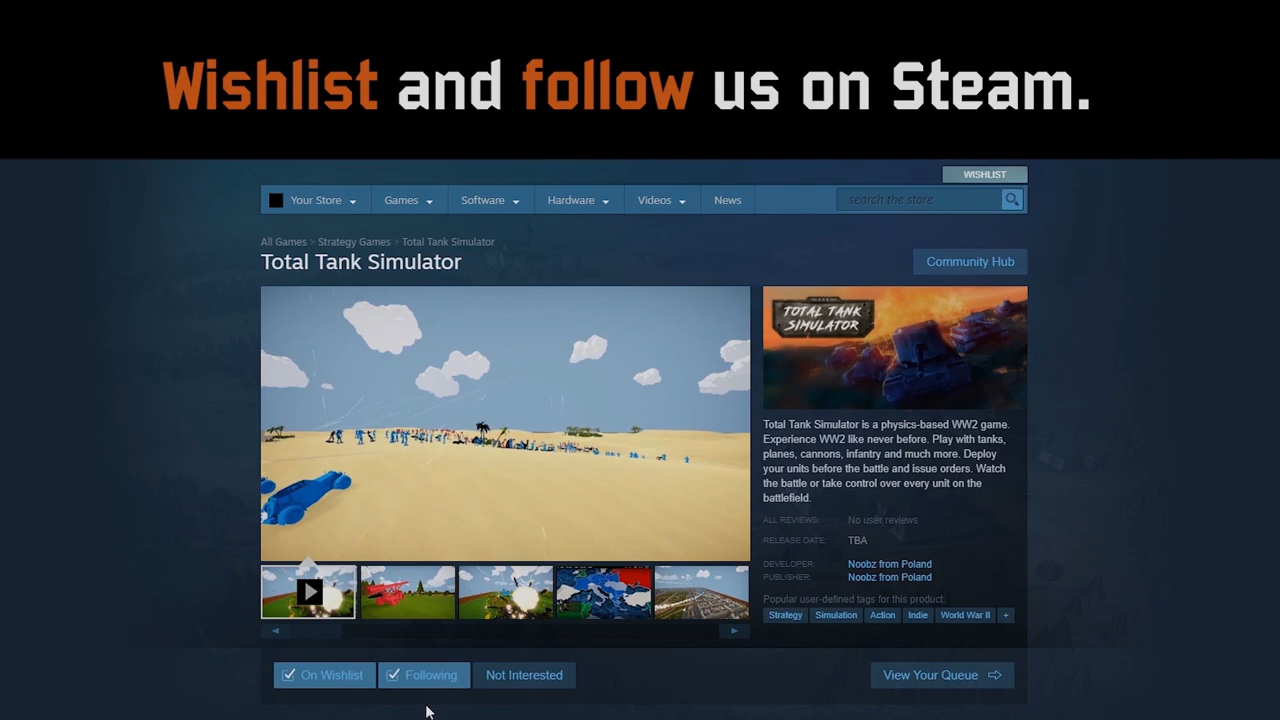 Wishlist and follow us on Steam.
WISHLIST
Your Store Games Software Hardware Videos News search the store
All Games > Strategy Games > Total Tank Simulator
Total Tank Simulator
Community Hub
TOTAL TANK
SIMULATOR
Total Tank Simulator is a physics-based WW2 game.
Experience WW2 like never before. Play with tanks,
planes, cannons, infantry and much more. Deploy
your units before the battle and issue orders. Watch
the battle or take control over every unit on the
battlefield.
ALL REVIEWS: No user reviews
RELEASE DATE: TBA
DEVELOPER: Noobz from Poland
PUBLISHER: Noobz from Poland
Popular user-defined tags for this product:
Strategy Simulation Action Indie World War II +
On Wishlist Following Not Interested View Your Queue